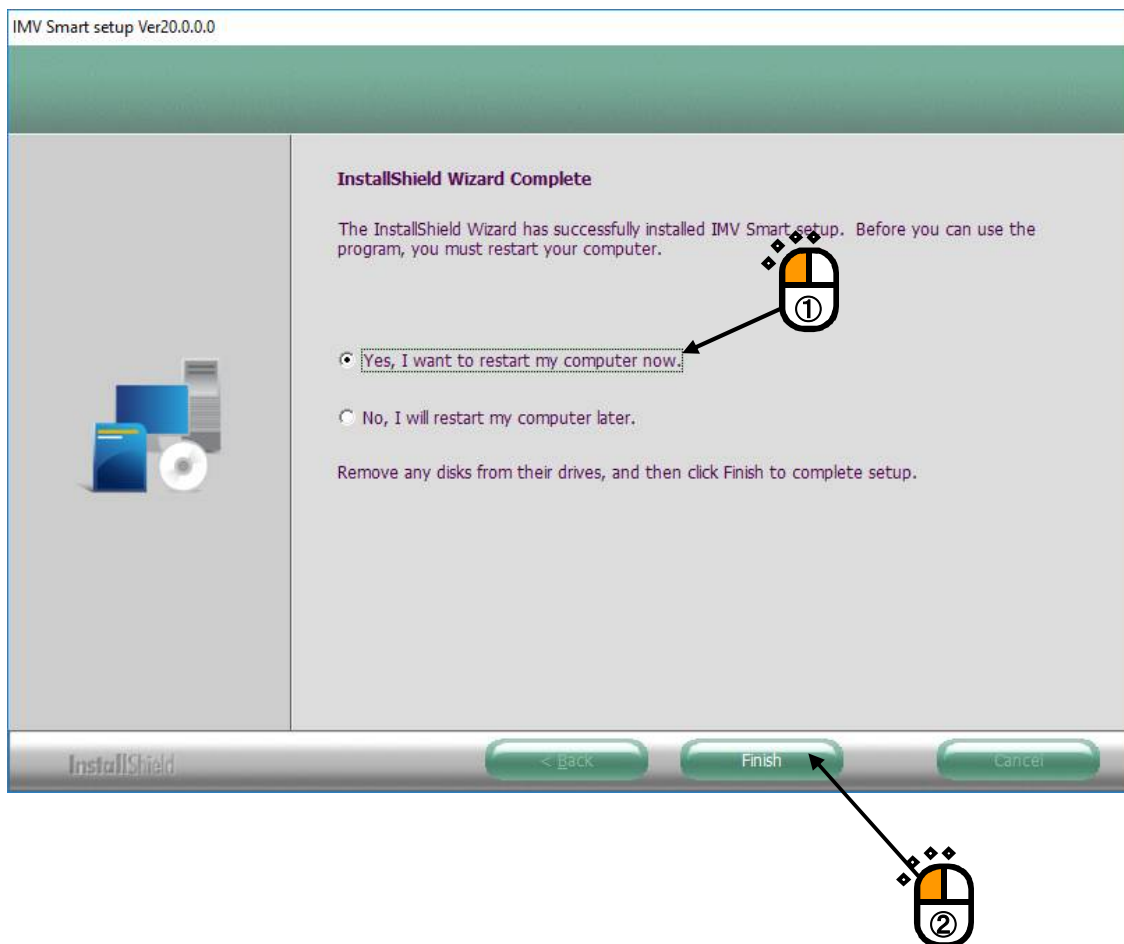 IMV Smart setup Ver20.0.0.0
InstallShield Wizard Complete
The InstallShield Wizard has successfully installed IMV Smart setup. Before you can use the
program, you must restart your computer.
①
Yes, I want to restart my computer now.
No, I will restart my computer later.
Remove any disks from their drives, and then click Finish to complete setup.
InstallShield
< Back
Finish
Cancel
②